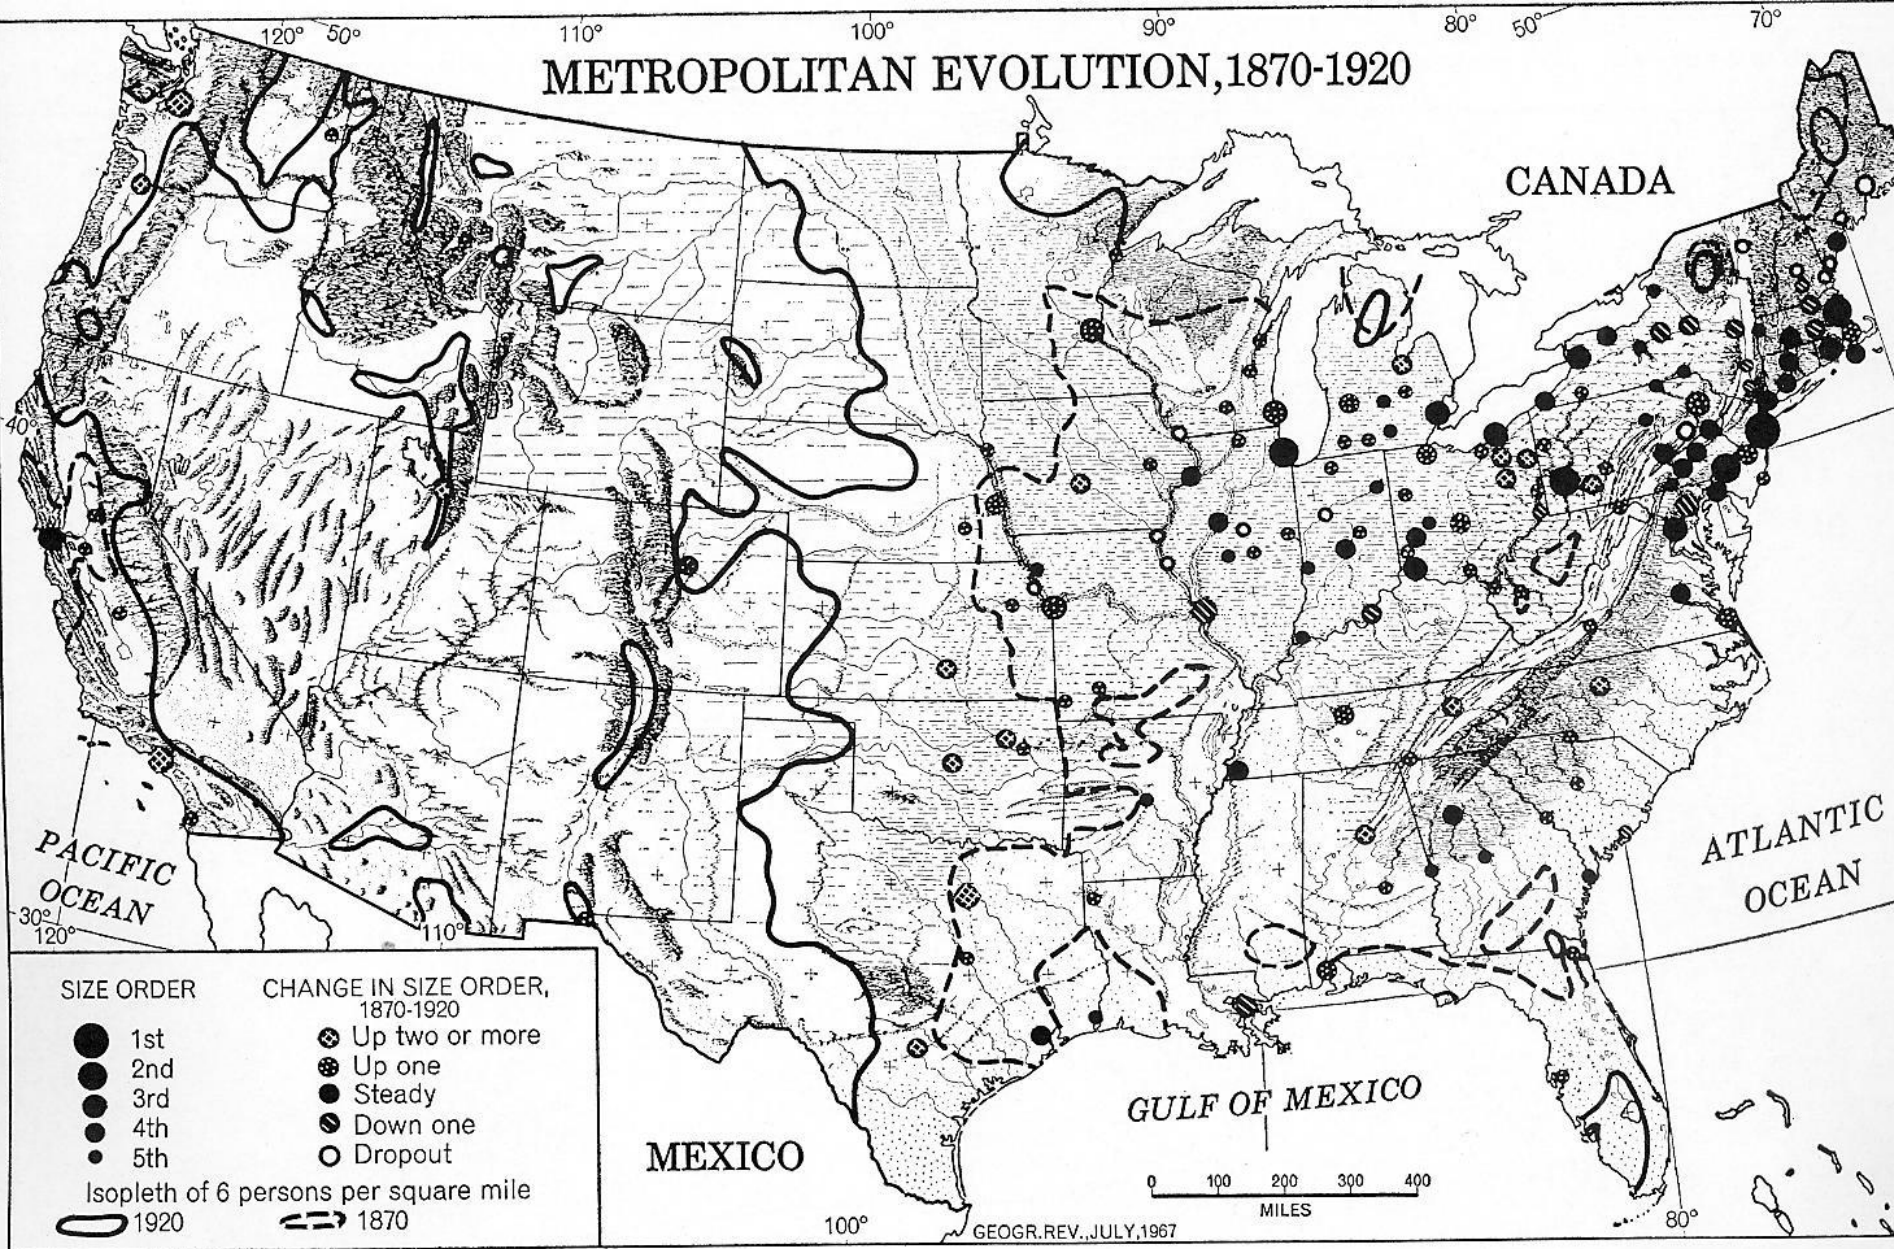 120° 50° 110° 100° 90° 80° 50° 70°
METROPOLITAN EVOLUTION, 1870-1920
CANADA
40°
PACIFIC
OCEAN
30°
120°
110°
ATLANTIC
OCEAN
SIZE ORDER
1st
2nd
3rd
4th
5th
CHANGE IN SIZE ORDER,
1870-1920
Up two or more
Up one
Steady
Down one
Dropout
Isopleth of 6 persons per square mile
1920 1870
MEXICO
GULF OF MEXICO
0 100 200 300 400
MILES
100°
GEOGR. REV., JULY, 1967
80°